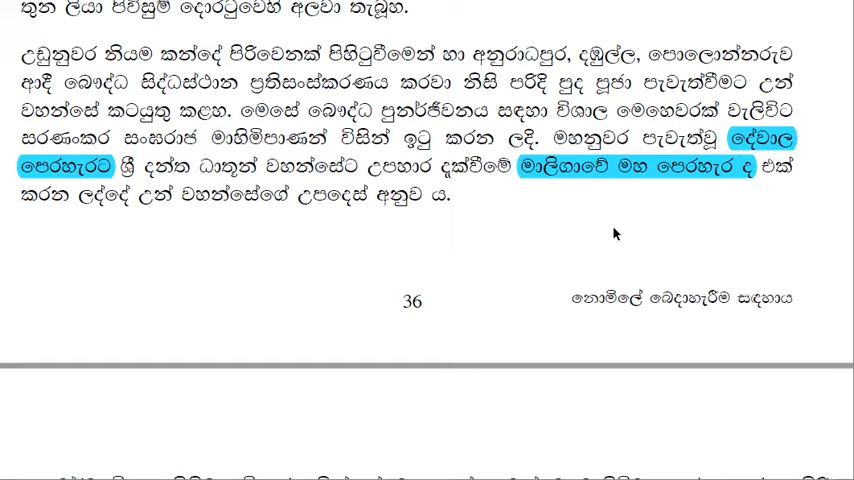 තුන ලියා පිවිසුම් දොරටුවෙහි අලවා තැබූහ.
උඩුනුවර නියම කන්දේ පිරිවෙනක් පිහිටුවීමෙන් හා අනුරාධපුර, දඹුල්ල, පොලොන්නරුව
ආදී බෞද්ධ සිද්ධස්ථාන ප්‍රතිසංස්කරණය කරවා නිසි පරිදි පුද පූජා පැවැත්වීමට උන්
වහන්සේ කටයුතු කළහ. මෙසේ බෞද්ධ පුනර්ජීවනය සඳහා විශාල මෙහෙවරක් වැලිවිට
සරණංකර සංඝරාජ මාහිමිපාණන් විසින් ඉටු කරන ලදි. මහනුවර පැවැත්වූ දේවාල
පෙරහැරට ශ්‍රී දන්ත ධාතූන් වහන්සේට උපහාර දැක්වීමේ මාලිගාවේ මහ පෙරහැර ද එක්
කරන ලද්දේ උන් වහන්සේගේ උපදෙස් අනුව ය.
36 නොමිලේ බෙදාහැරීම සඳහාය